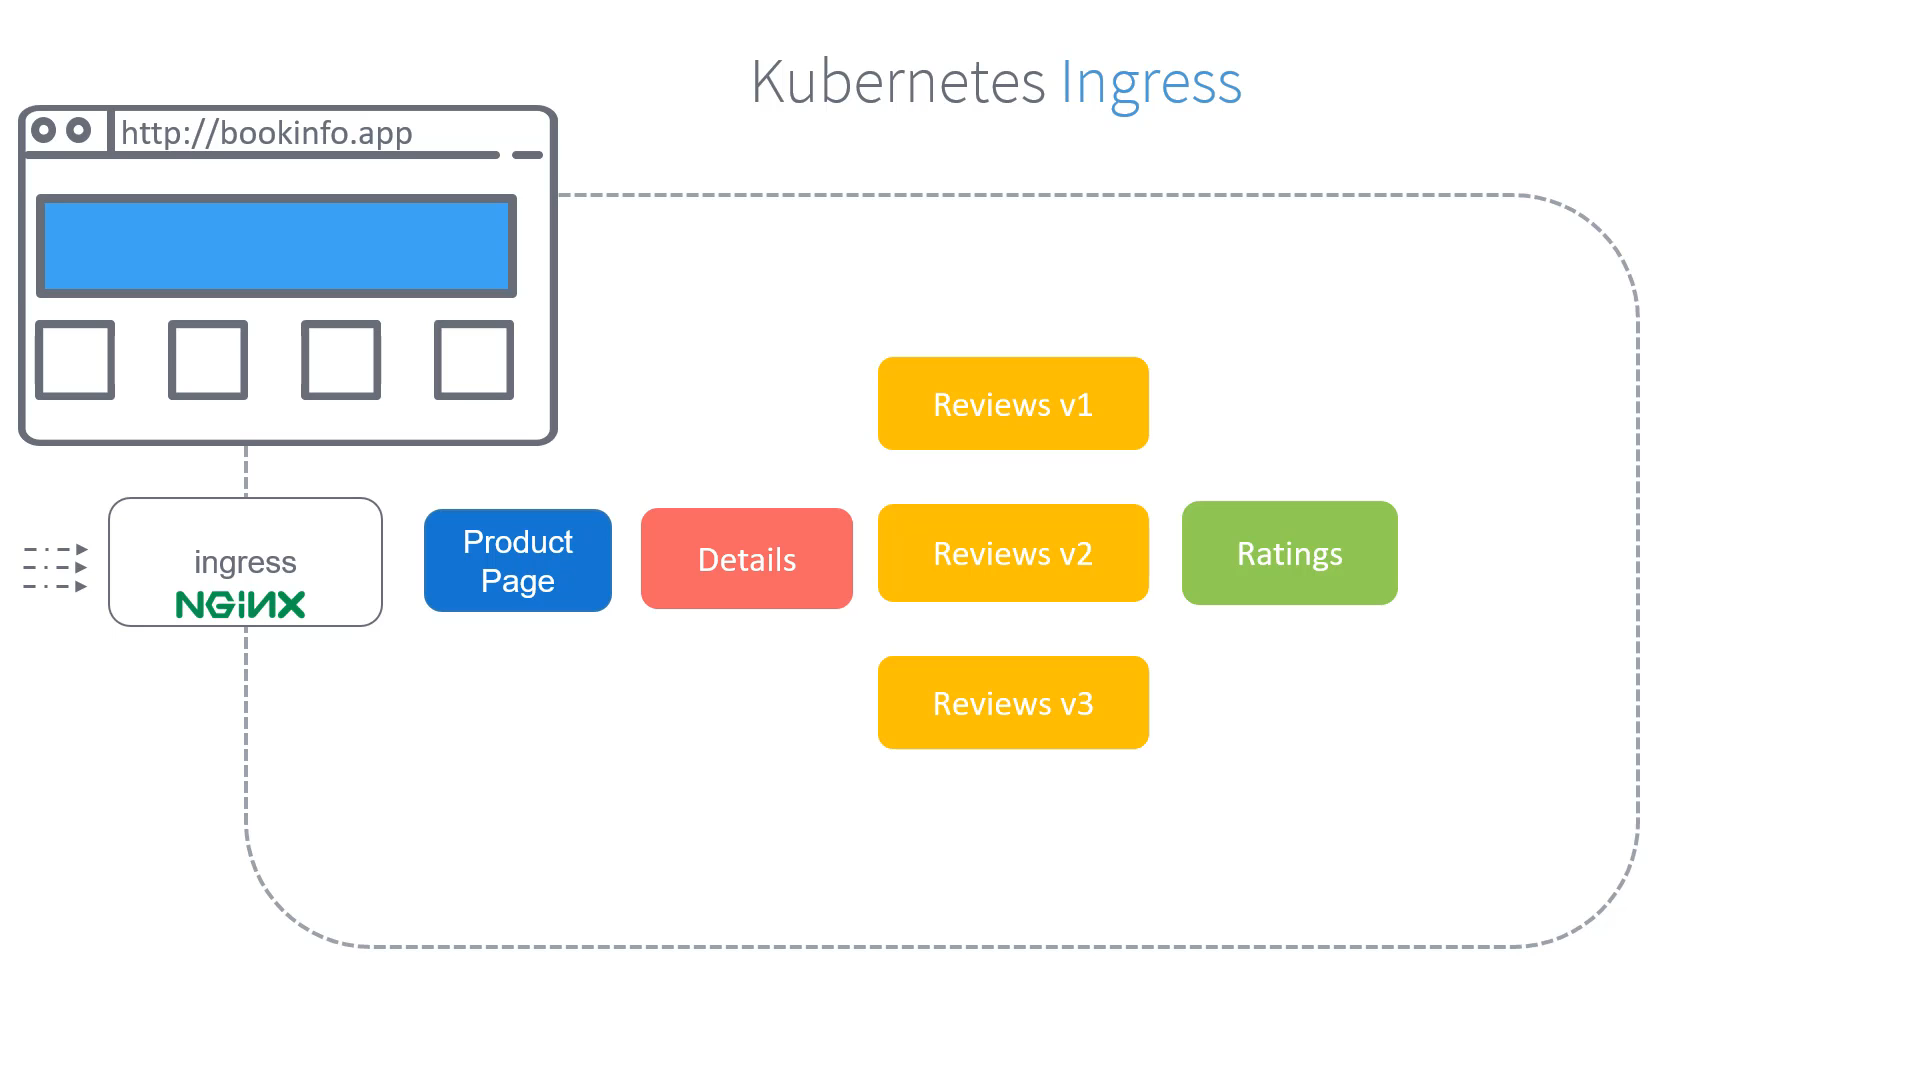 Kubernetes Ingress
http://bookinfo.app
Reviews v1
ingress
NGiNX
Product
Page
Details
Reviews v2
Ratings
Reviews v3